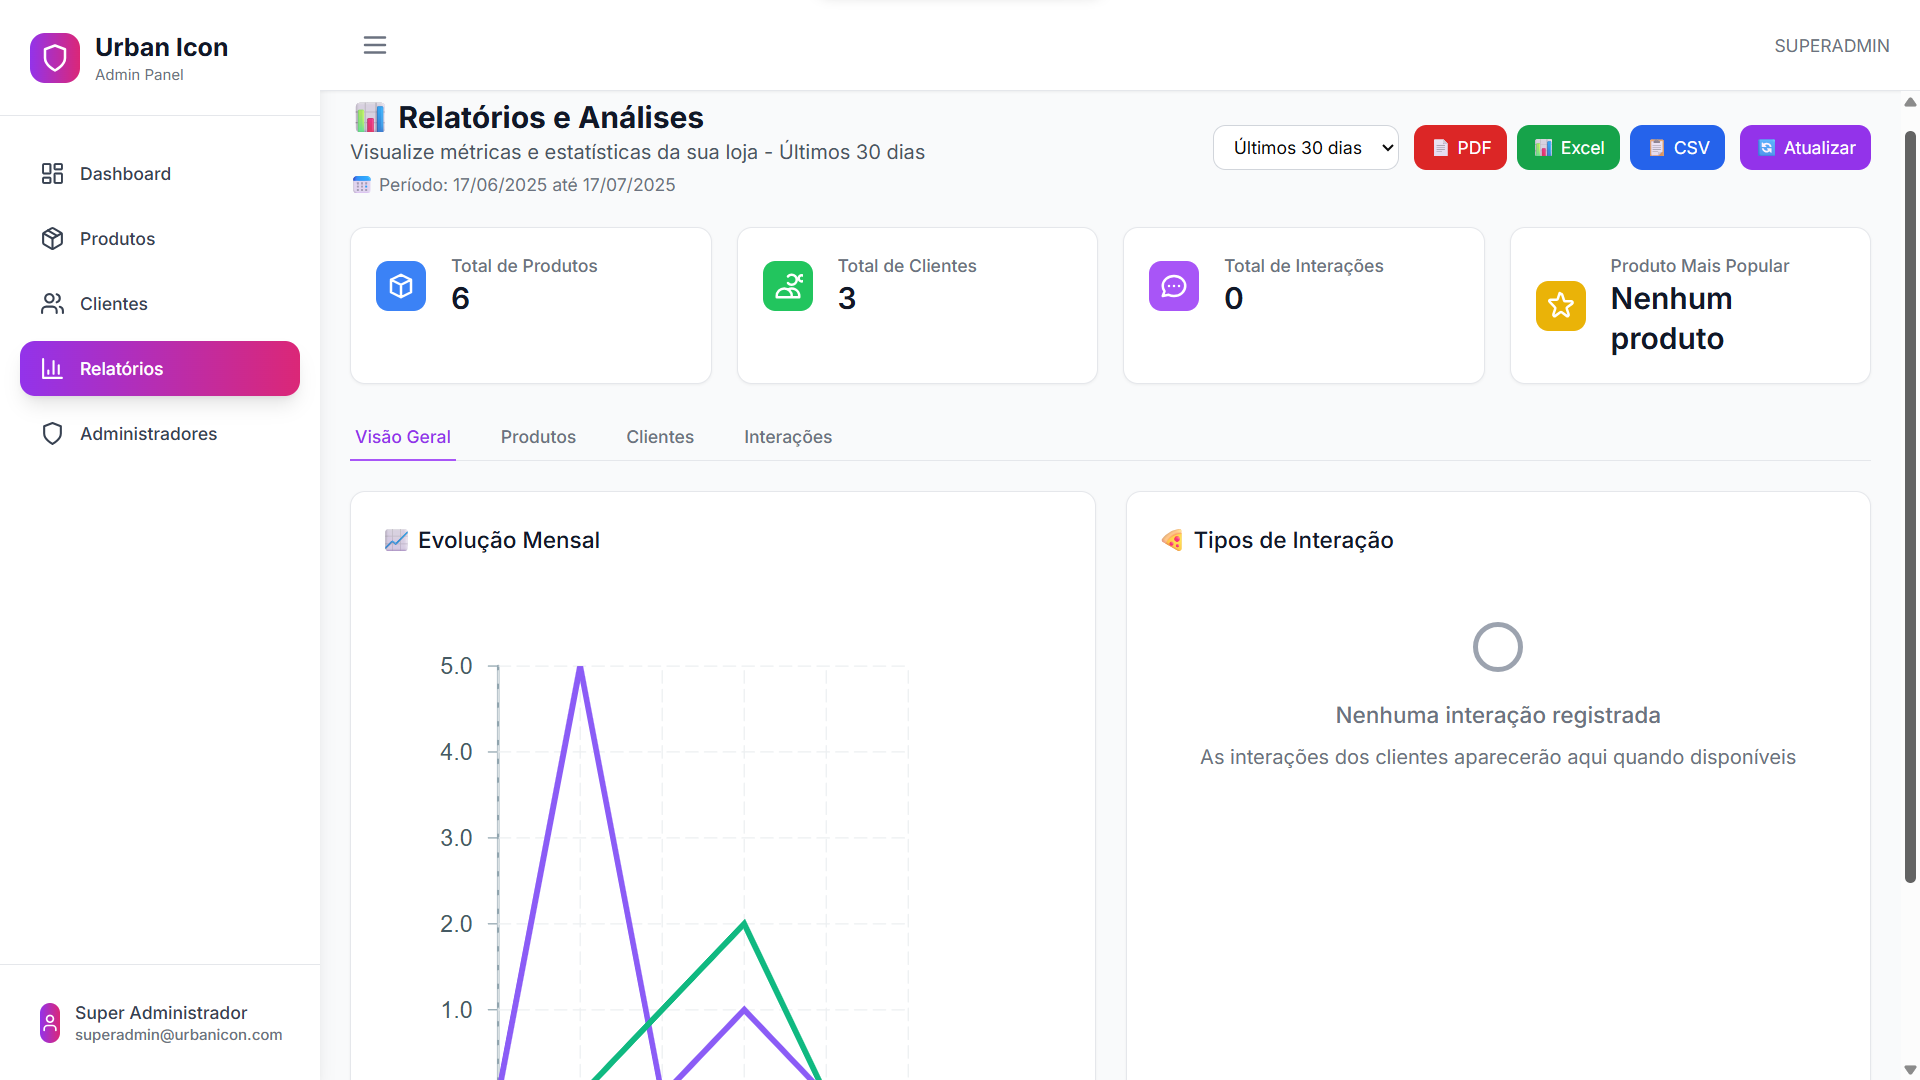 Urban Icon
Admin Panel
SUPERADMIN
Dashboard
Produtos
Clientes
Relatórios
Administradores
Super Administrador
superadmin@urbanicon.com
Relatórios e Análises
Visualize métricas e estatísticas da sua loja - Últimos 30 dias
Período: 17/06/2025 até 17/07/2025
Últimos 30 dias
PDF
Excel
CSV
Atualizar
Total de Produtos
6
Total de Clientes
3
Total de Interações
0
Produto Mais Popular
Nenhum
produto
Visão Geral
Produtos
Clientes
Interações
Evolução Mensal
5.0
4.0
3.0
2.0
1.0
Tipos de Interação
Nenhuma interação registrada
As interações dos clientes aparecerão aqui quando disponíveis